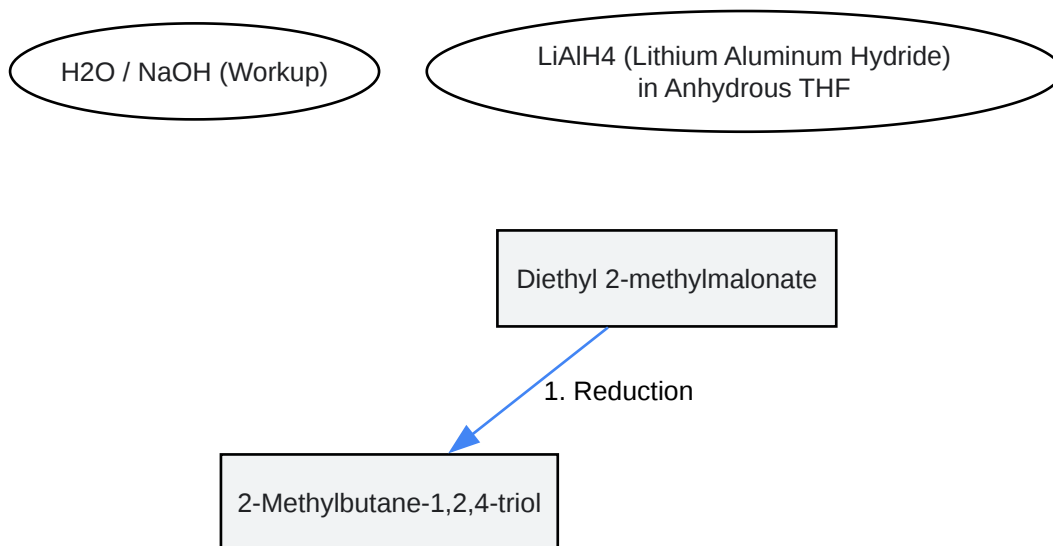 H2O / NaOH (Workup)
LiAlH4 (Lithium Aluminum Hydride)
in Anhydrous THF
Diethyl 2-methylmalonate
1. Reduction
2-Methylbutane-1,2,4-triol